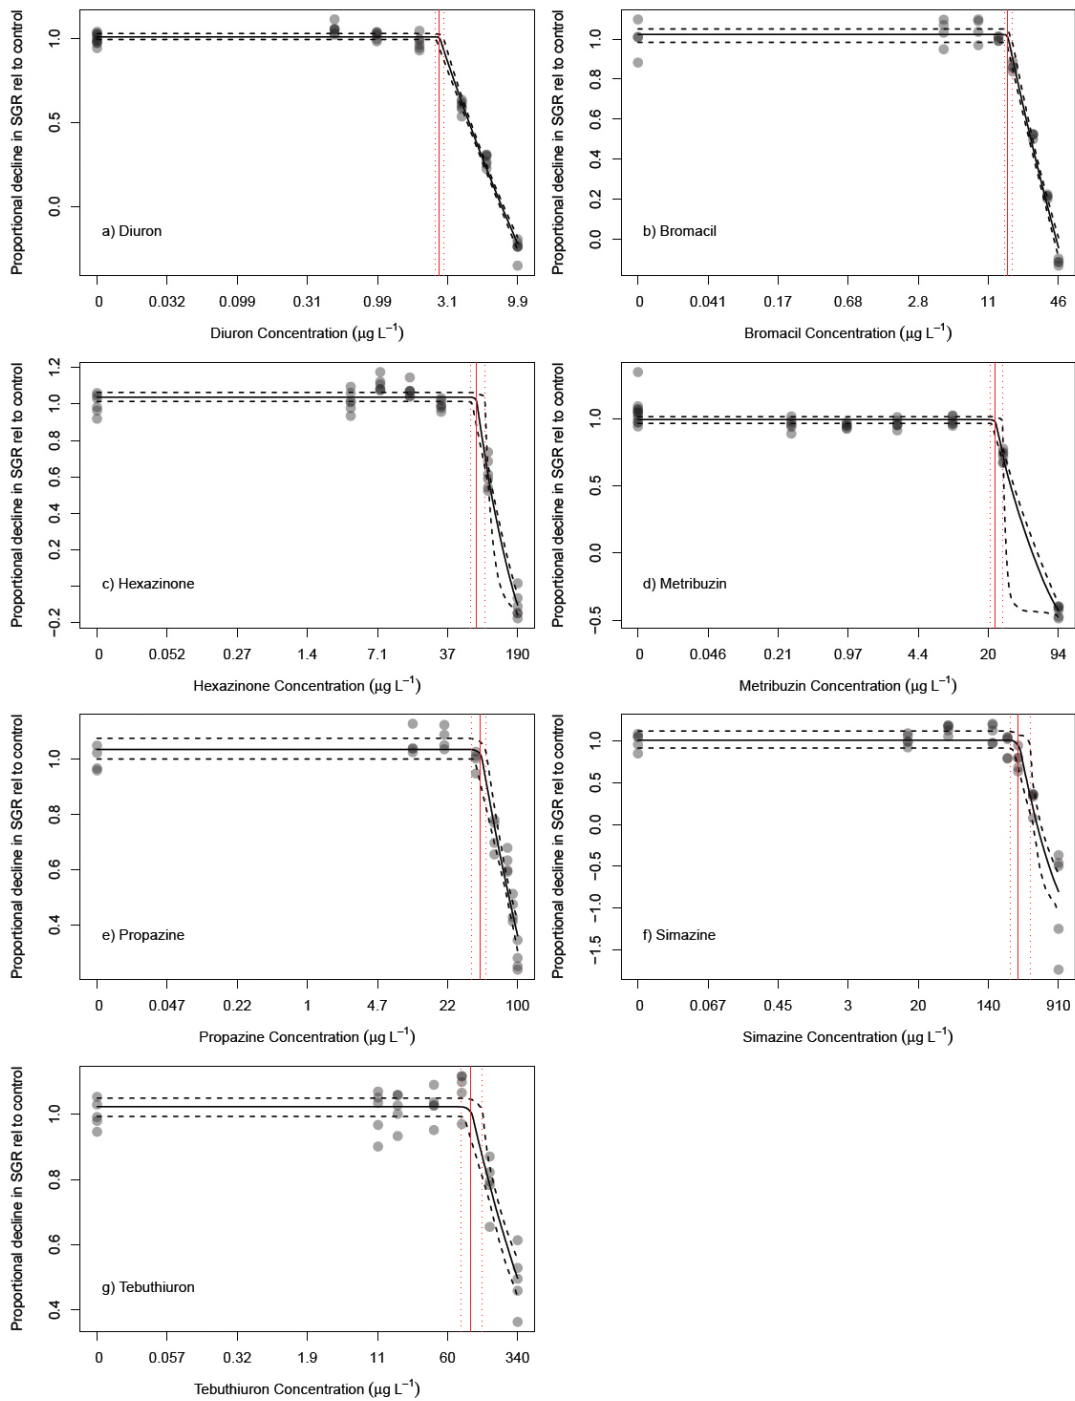 Proportional decline in SGR rel to control
1.0
0.5
0.0
a) Diuron
0 0.032 0.099 0.31 0.99 3.1 9.9
Diuron Concentration (μg L⁻¹)
Proportional decline in SGR rel to control
1.0
0.8
0.6
0.4
0.2
0.0
b) Bromacil
0 0.041 0.17 0.68 2.8 11 46
Bromacil Concentration (μg L⁻¹)
Proportional decline in SGR rel to control
1.2
1.0
0.8
0.6
0.4
0.2
−0.2
c) Hexazinone
0 0.052 0.27 1.4 7.1 37 190
Hexazinone Concentration (μg L⁻¹)
Proportional decline in SGR rel to control
1.0
0.5
0.0
−0.5
d) Metribuzin
0 0.046 0.21 0.97 4.4 20 94
Metribuzin Concentration (μg L⁻¹)
Proportional decline in SGR rel to control
1.0
0.8
0.6
0.4
e) Propazine
0 0.047 0.22 1 4.7 22 100
Propazine Concentration (μg L⁻¹)
Proportional decline in SGR rel to control
1.0
0.5
0.0
−0.5
−1.0
−1.5
f) Simazine
0 0.067 0.45 3 20 140 910
Simazine Concentration (μg L⁻¹)
Proportional decline in SGR rel to control
1.0
0.8
0.6
0.4
g) Tebuthiuron
0 0.057 0.32 1.9 11 60 340
Tebuthiuron Concentration (μg L⁻¹)